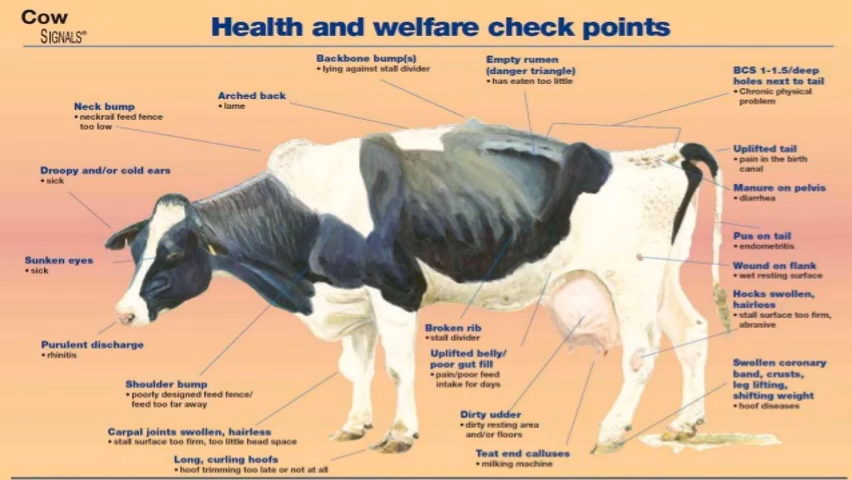 Cow
SIGNALS®
Health and welfare check points
Backbone bump(s)
• lying against stall divider
Empty rumen
(danger triangle)
• has eaten too little
BCS 1-1.5/deep
holes next to tail
• Chronic physical
problem
Arched back
• lame
Neck bump
• neckrail feed fence
too low
Uplifted tail
• pain in the birth
canal
Droopy and/or cold ears
• sick
Manure on pelvis
• diarrhea
Pus on tail
• endometritis
Sunken eyes
• sick
Wound on flank
• wet resting surface
Hocks swollen,
hairloss
• stall surface too firm,
abrasive
Purulent discharge
• rhinitis
Broken rib
• stall divider
Uplifted belly/
poor gut fill
• pain/poor feed
intake for days
Swollen coronary
band, crusts,
leg lifting,
shifting weight
• hoof diseases
Shoulder bump
• poorly designed feed fence/
feed too far away
Dirty udder
• dirty resting area
and/or floors
Carpal joints swollen, hairless
• stall surface too firm, too little head space
Teat end calluses
• milking machine
Long, curling hoofs
• hoof trimming too late or not at all